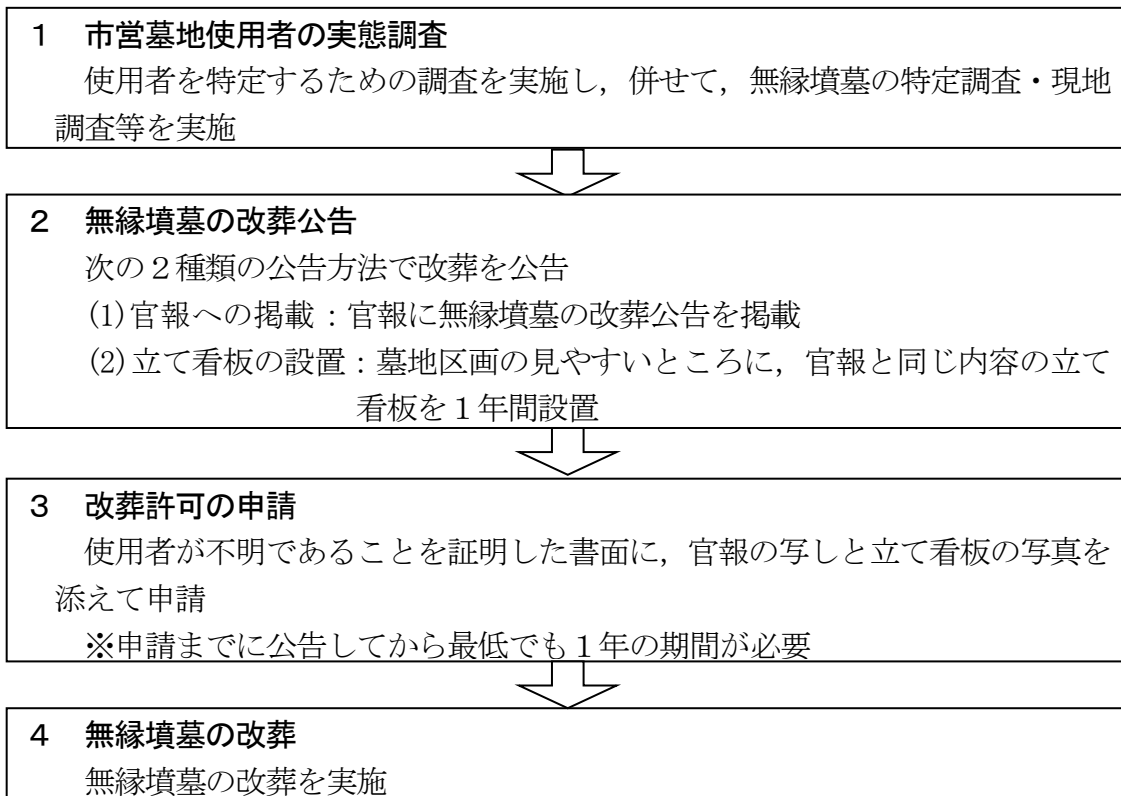 １　市営墓地使用者の実態調査
使用者を特定するための調査を実施し，併せて，無縁墳墓の特定調査・現地
調査等を実施
２　無縁墳墓の改葬公告
次の２種類の公告方法で改葬を公告
(1)官報への掲載：官報に無縁墳墓の改葬公告を掲載
(2)立て看板の設置：墓地区画の見やすいところに，官報と同じ内容の立て
看板を１年間設置
３　改葬許可の申請
使用者が不明であることを証明した書面に，官報の写しと立て看板の写真を
添えて申請
※申請までに公告してから最低でも１年の期間が必要
４　無縁墳墓の改葬
無縁墳墓の改葬を実施